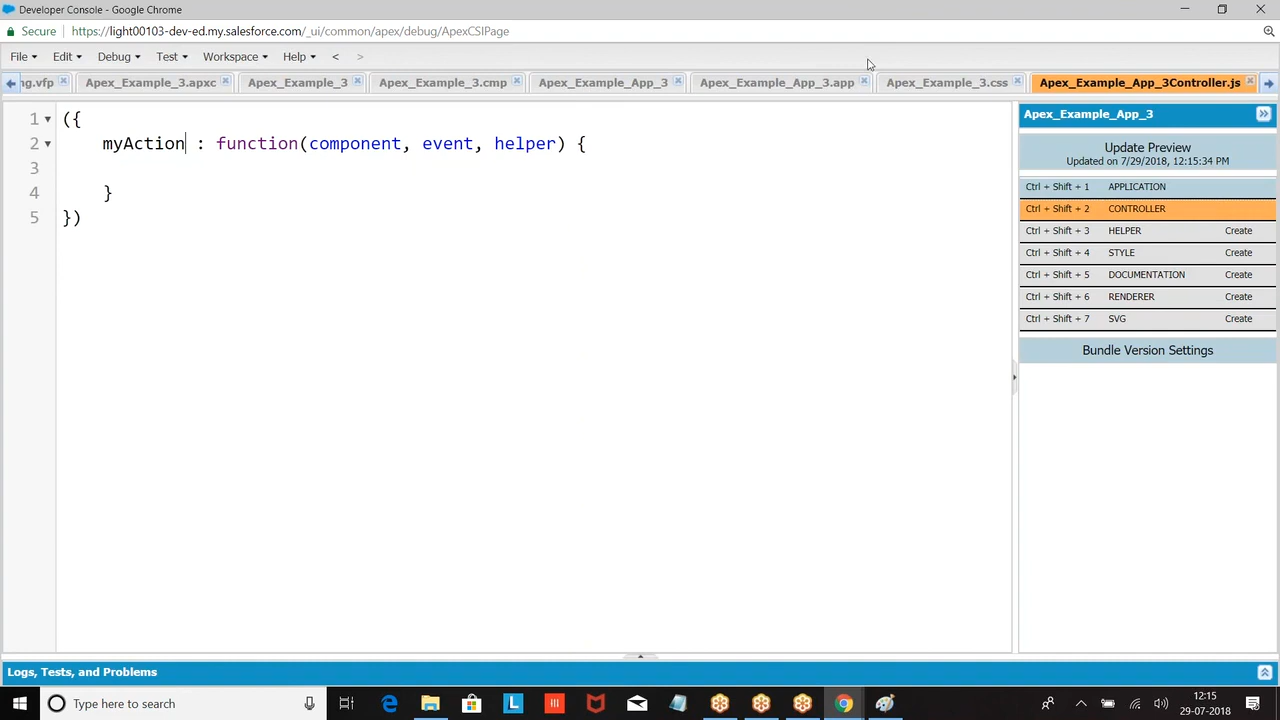 Developer Console - Google Chrome
Secure https://light00103-dev-ed.my.salesforce.com/_ui/common/apex/debug/ApexCSIPage
File Edit Debug Test Workspace Help < >
ng.vfp Apex_Example_3.apxc Apex_Example_3 Apex_Example_3.cmp Apex_Example_App_3 Apex_Example_App_3.app Apex_Example_3.css Apex_Example_App_3Controller.js
1 ({
2 myAction : function(component, event, helper) {
3
4 }
5 })
Apex_Example_App_3
Update Preview
Updated on 7/29/2018, 12:15:34 PM
Ctrl + Shift + 1 APPLICATION
Ctrl + Shift + 2 CONTROLLER
Ctrl + Shift + 3 HELPER Create
Ctrl + Shift + 4 STYLE Create
Ctrl + Shift + 5 DOCUMENTATION Create
Ctrl + Shift + 6 RENDERER Create
Ctrl + Shift + 7 SVG Create
Bundle Version Settings
Logs, Tests, and Problems
Type here to search
12:15
29-07-2018